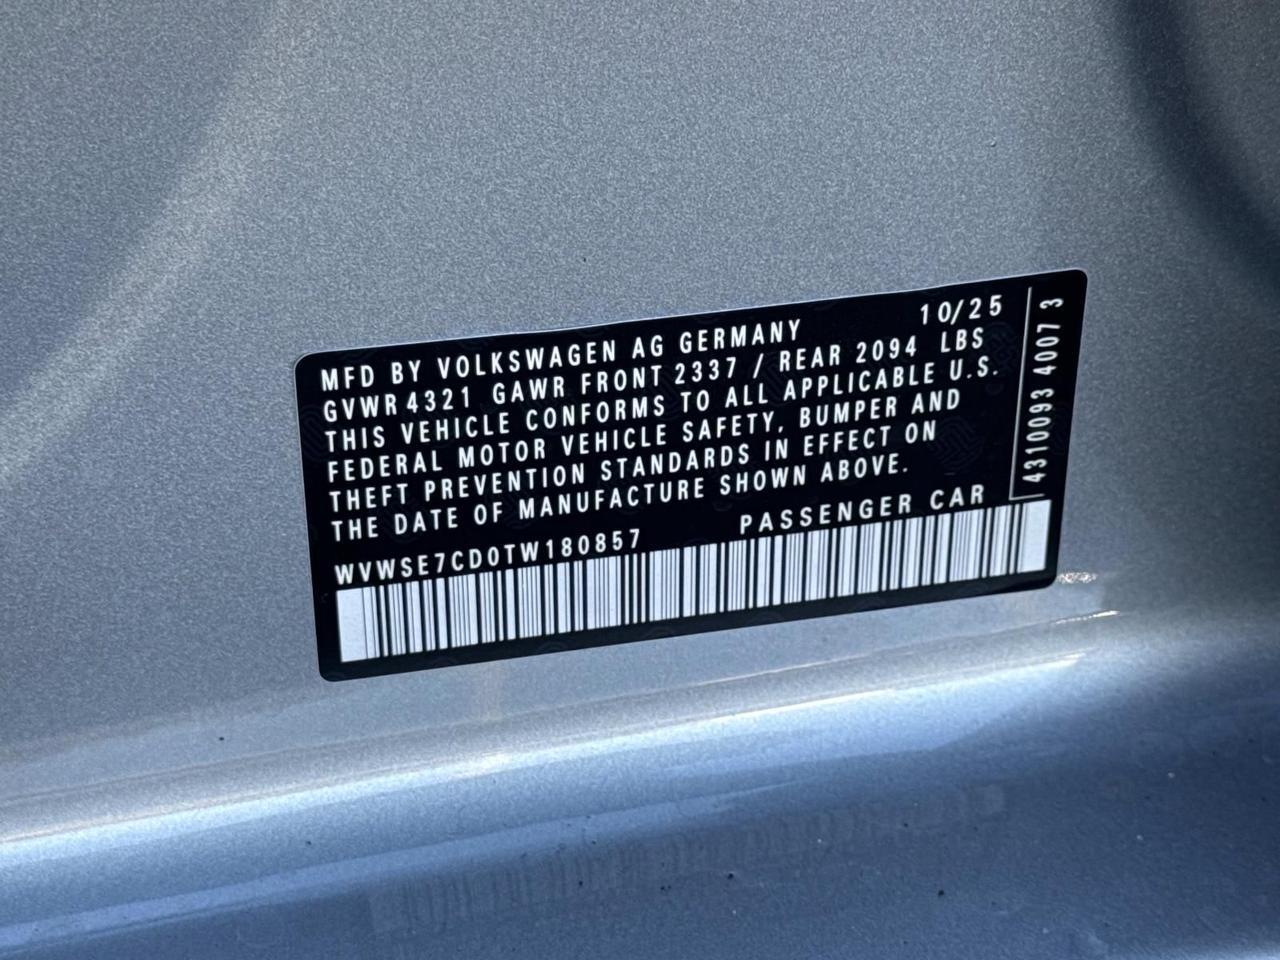 MFD BY VOLKSWAGEN AG GERMANY 10/25
GVWR 4321 GAWR FRONT 2337 / REAR 2094 LBS
THIS VEHICLE CONFORMS TO ALL APPLICABLE U.S.
FEDERAL MOTOR VEHICLE SAFETY, BUMPER AND
THEFT PREVENTION STANDARDS IN EFFECT ON
THE DATE OF MANUFACTURE SHOWN ABOVE.
WVWSE7CD0TW180857 PASSENGER CAR
4310093 4007 3